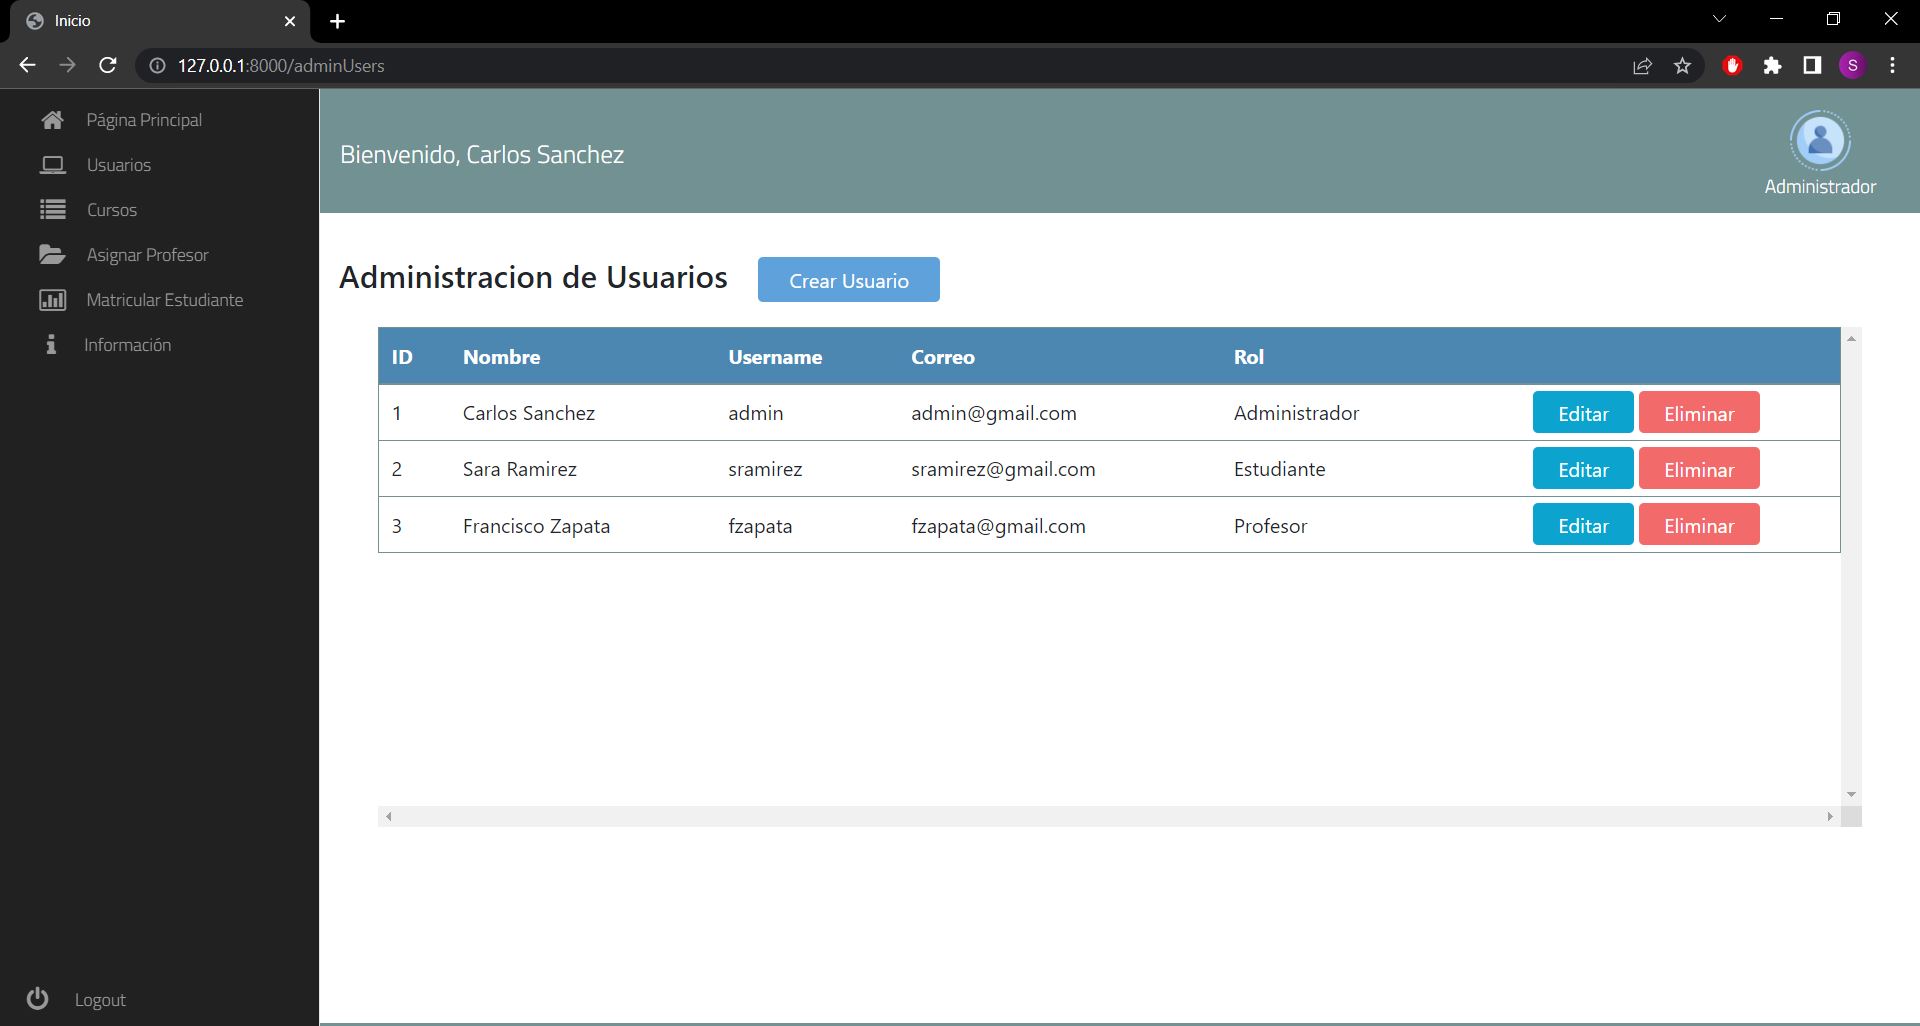 Inicio
127.0.0.1:8000/adminUsers
S
Página Principal
Usuarios
Cursos
Asignar Profesor
Matricular Estudiante
Información
Logout
Bienvenido, Carlos Sanchez
Administrador
Administracion de Usuarios Crear Usuario
ID Nombre Username Correo Rol
1 Carlos Sanchez admin admin@gmail.com Administrador Editar Eliminar
2 Sara Ramirez sramirez sramirez@gmail.com Estudiante Editar Eliminar
3 Francisco Zapata fzapata fzapata@gmail.com Profesor Editar Eliminar